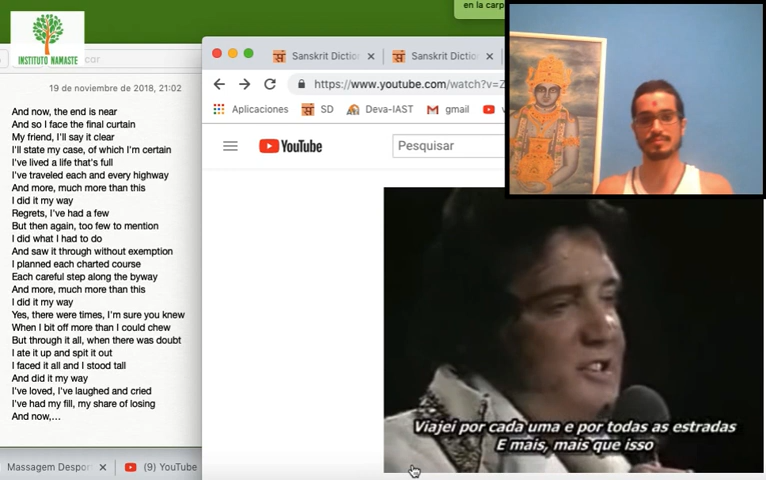 en la carp
INSTITUTO NAMASTE
car
19 de noviembre de 2018, 21:02
And now, the end is near
And so I face the final curtain
My friend, I'll say it clear
I'll state my case, of which I'm certain
I've lived a life that's full
I've traveled each and every highway
And more, much more than this
I did it my way
Regrets, I've had a few
But then again, too few to mention
I did what I had to do
And saw it through without exemption
I planned each charted course
Each careful step along the byway
And more, much more than this
I did it my way
Yes, there were times, I'm sure you knew
When I bit off more than I could chew
But through it all, when there was doubt
I ate it up and spit it out
I faced it all and I stood tall
And did it my way
I've loved, I've laughed and cried
I've had my fill, my share of losing
And now,...
Massagem Despor
(9) YouTube
Sanskrit Diction
Sanskrit Diction
https://www.youtube.com/watch?v=Z
Aplicaciones
SD
Deva-IAST
gmail
YouTube
Pesquisar
Viajei por cada uma e por todas as estradas
E mais, mais que isso